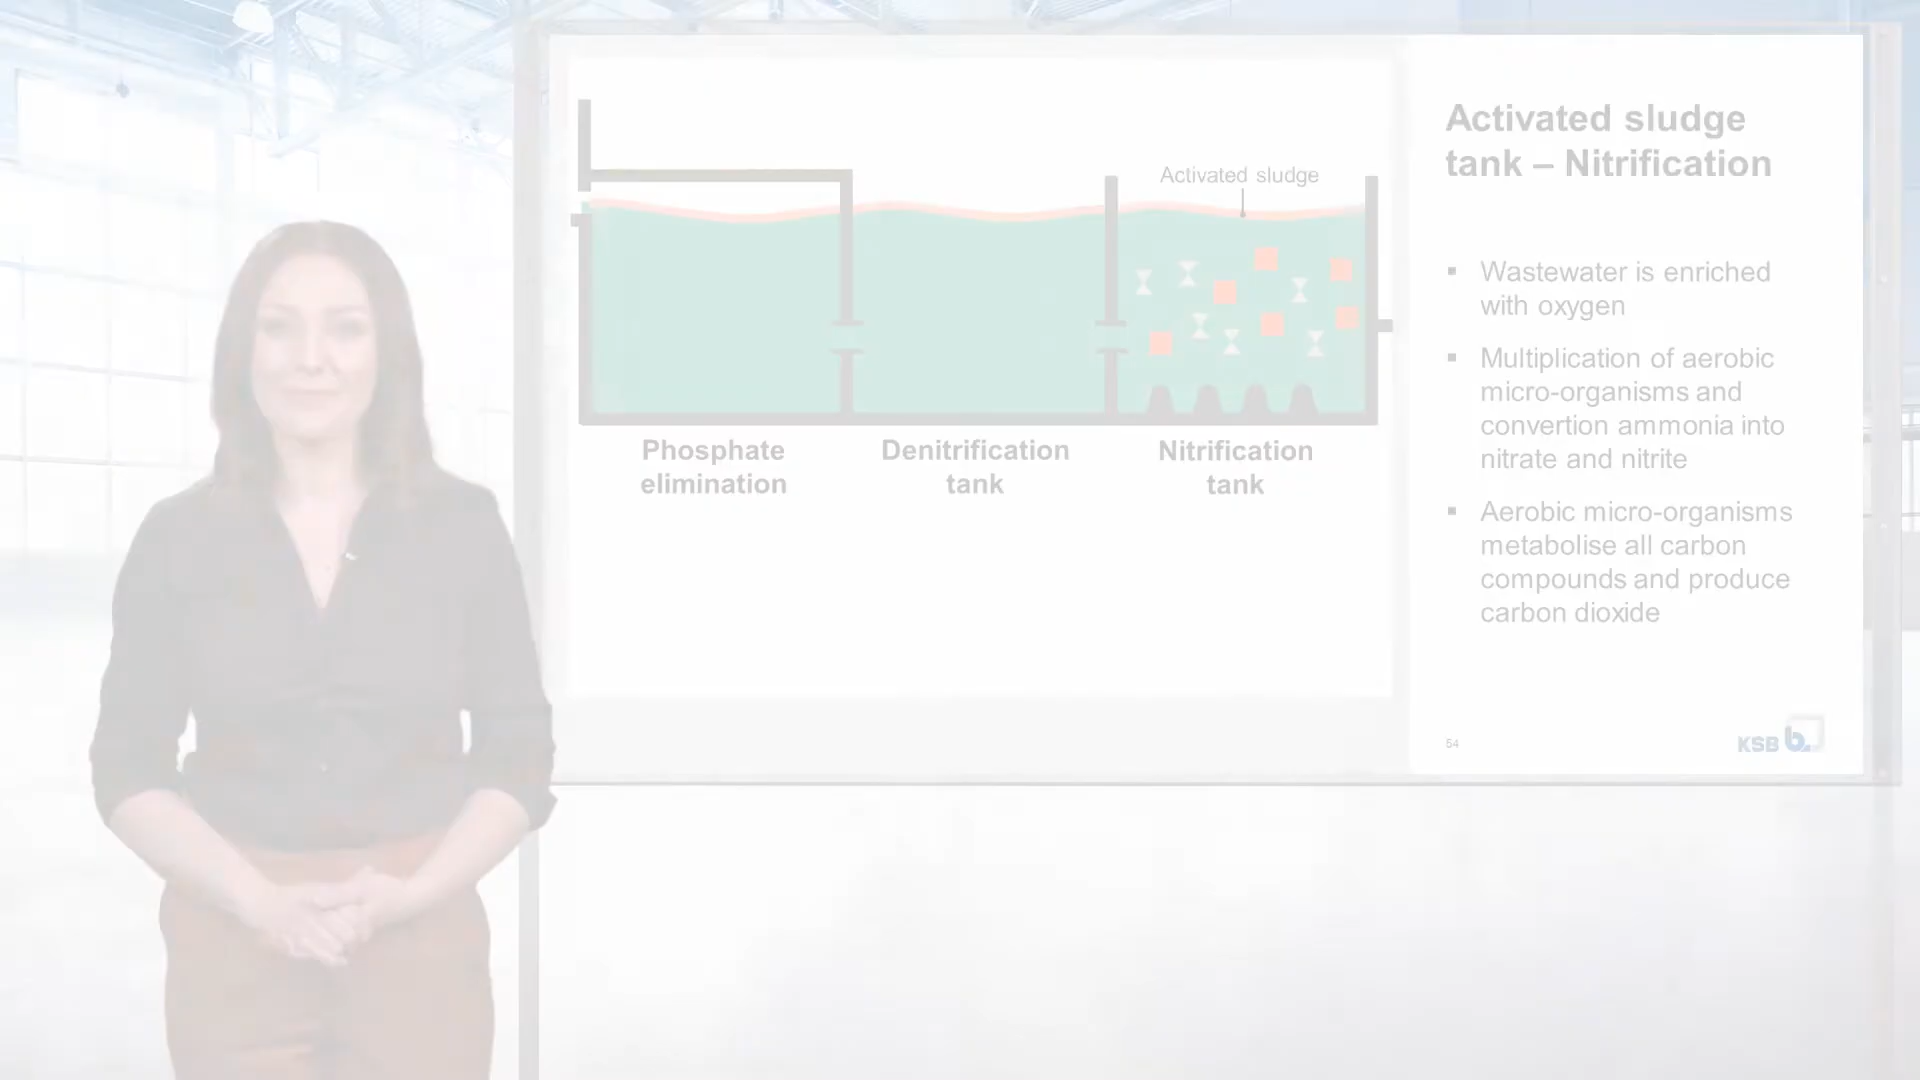 Activated sludge
Phosphate
elimination
Denitrification
tank
Nitrification
tank
Activated sludge
tank – Nitrification
▪ Wastewater is enriched
with oxygen
▪ Multiplication of aerobic
micro-organisms and
convertion ammonia into
nitrate and nitrite
▪ Aerobic micro-organisms
metabolise all carbon
compounds and produce
carbon dioxide
54
KSB b.